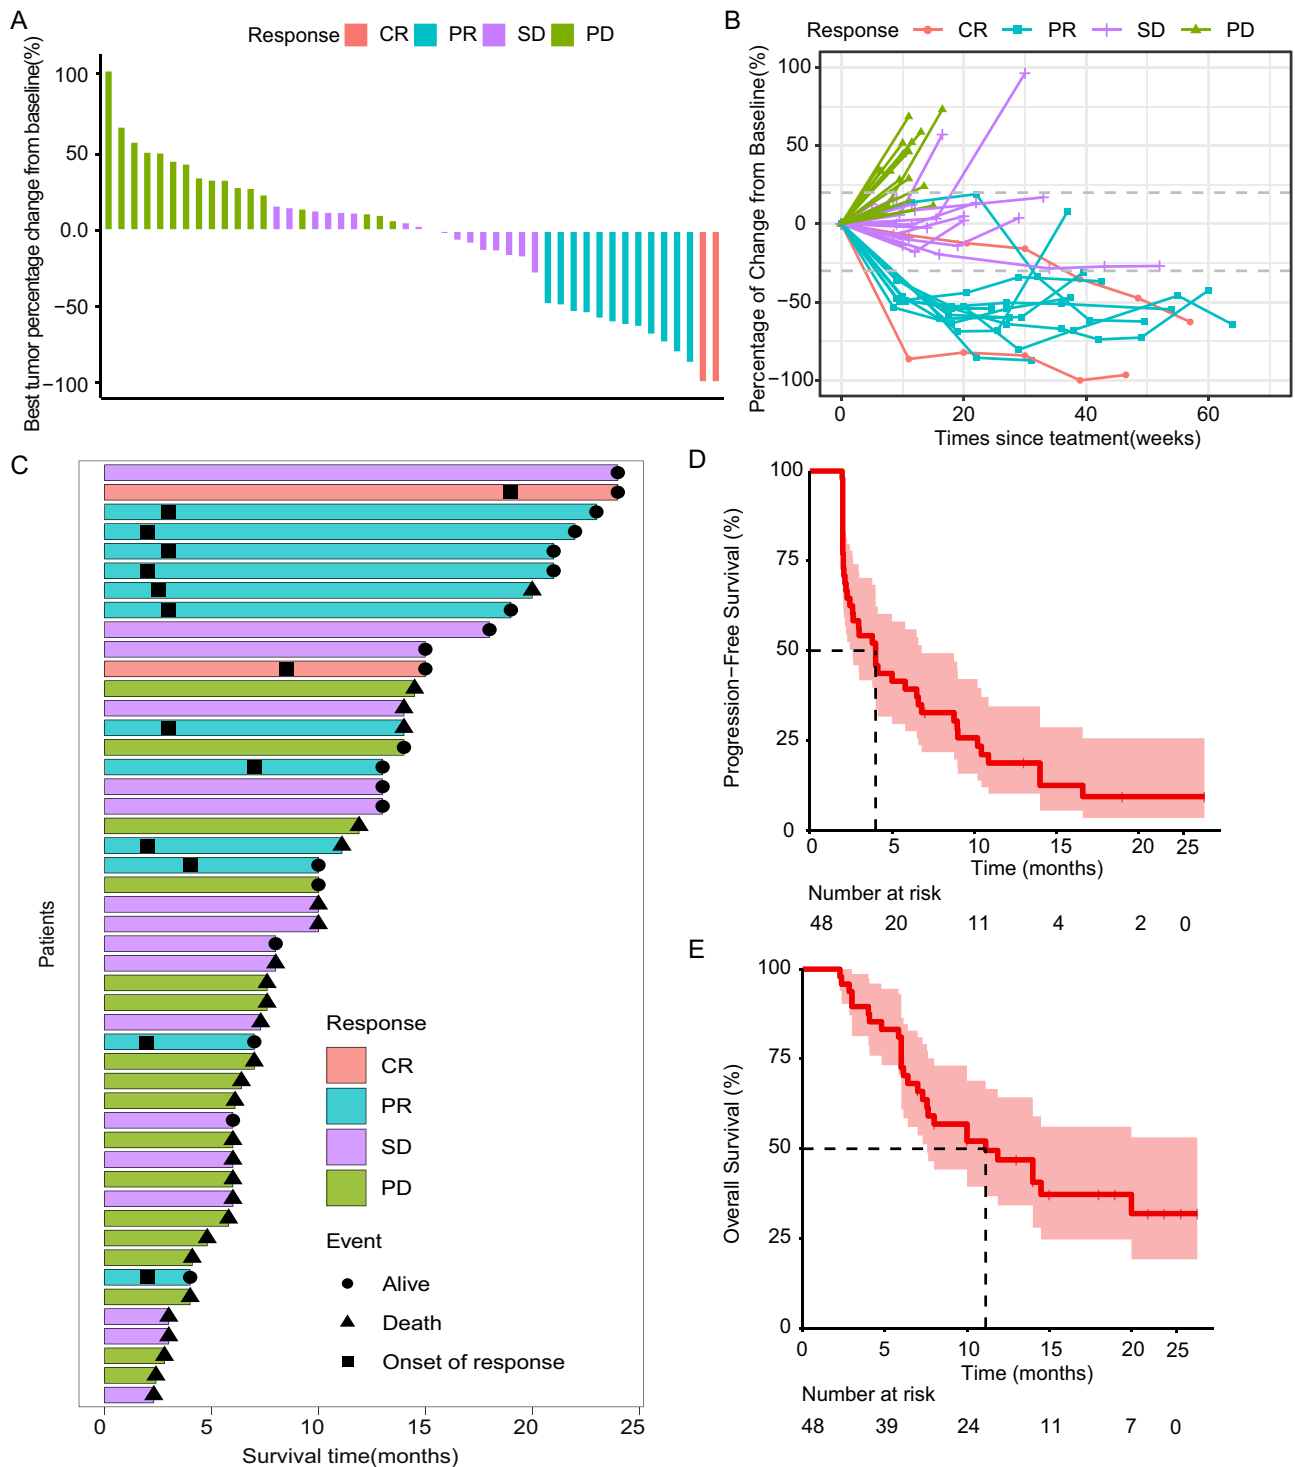 A
Response CR PR SD PD
Best tumor percentage change from baseline(%)
100
50
0.0
−50
−100
B
Response CR PR SD PD
Percentage of Change from Baseline(%)
100
50
0
−50
−100
0 20 40 60
Times since teatment(weeks)
C
Patients
Response
CR
PR
SD
PD
Event
Alive
Death
Onset of response
0 5 10 15 20 25
Survival time(months)
D
Progression−Free Survival (%)
100
75
50
25
0
0 5 10 15 20 25
Time (months)
Number at risk
48 20 11 4 2 0
E
Overall Survival (%)
100
75
50
25
0
0 5 10 15 20 25
Time (months)
Number at risk
48 39 24 11 7 0